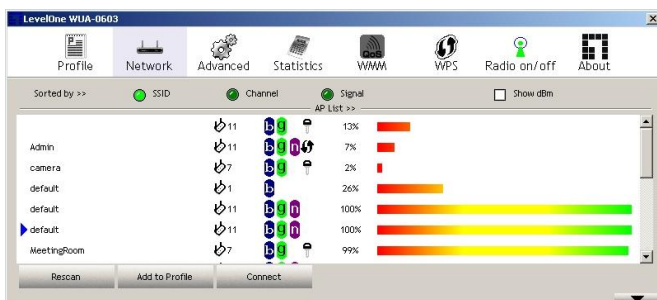 LevelOne WUA-0603
Profile Network Advanced Statistics QoS WMM WPS Radio on/off About
Sorted by >> SSID Channel Signal Show dBm
AP List >>
11 b g 13%
Admin 11 b g n 7%
camera 7 b g 2%
default 1 b 26%
default 11 b g n 100%
default 11 b g n 100%
MeetingRoom 7 b g 99%
Rescan Add to Profile Connect